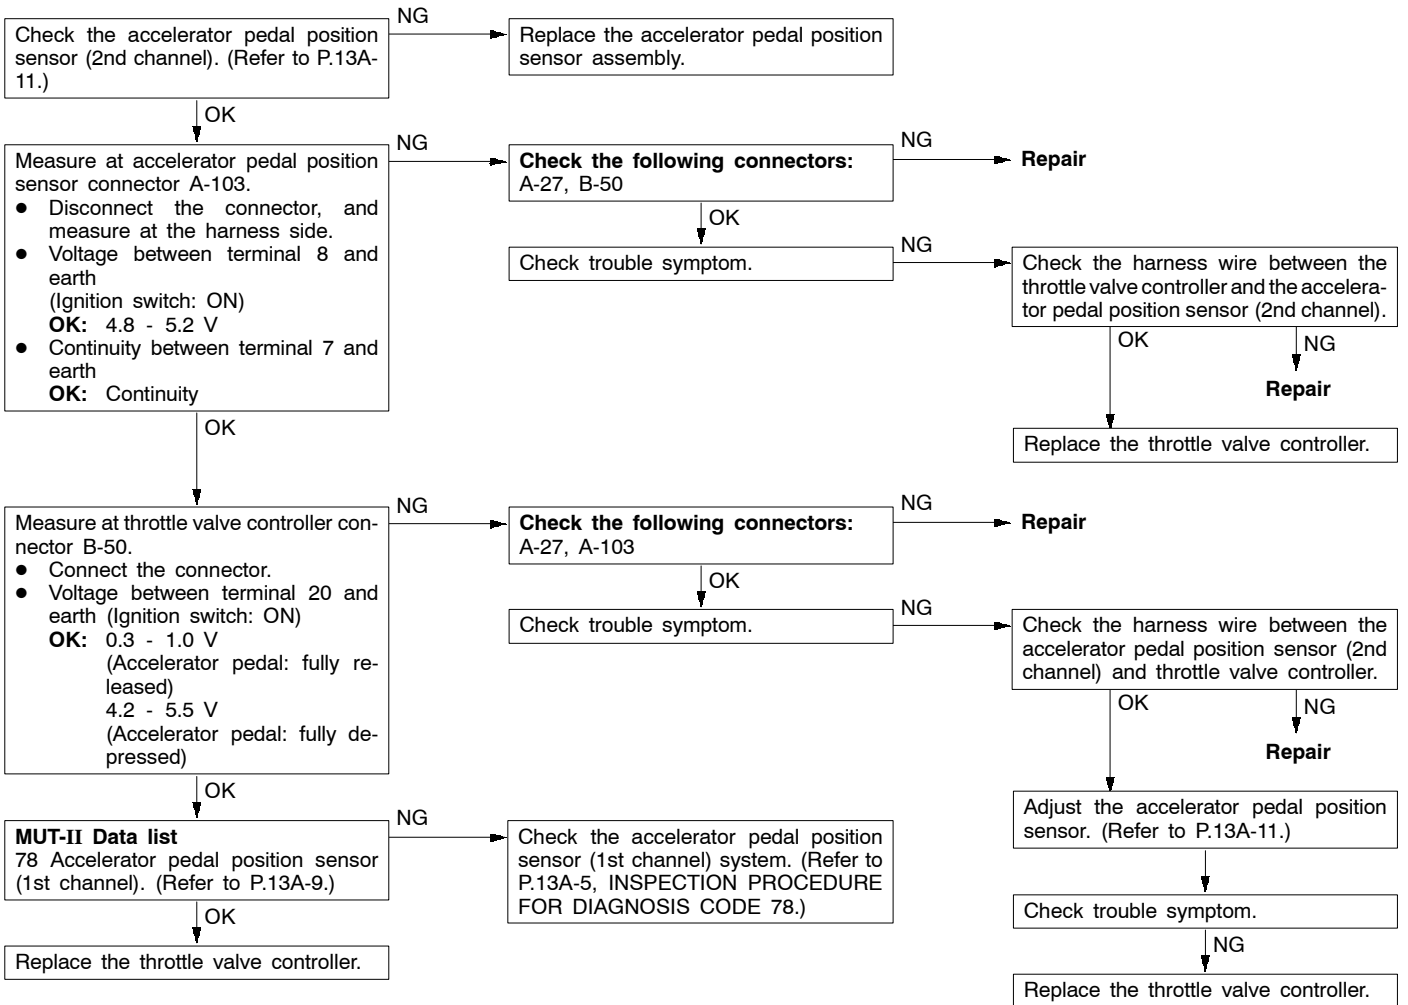 Check the accelerator pedal position
sensor (2nd channel). (Refer to P.13A-
11.)
NG
Replace the accelerator pedal position
sensor assembly.
OK
Measure at accelerator pedal position
sensor connector A-103.
● Disconnect the connector, and
measure at the harness side.
● Voltage between terminal 8 and
earth
(Ignition switch: ON)
OK: 4.8 - 5.2 V
● Continuity between terminal 7 and
earth
OK: Continuity
NG
Check the following connectors:
A-27, B-50
NG
Repair
OK
Check trouble symptom.
NG
Check the harness wire between the
throttle valve controller and the accelera-
tor pedal position sensor (2nd channel).
OK
NG
Repair
Replace the throttle valve controller.
OK
Measure at throttle valve controller con-
nector B-50.
● Connect the connector.
● Voltage between terminal 20 and
earth (Ignition switch: ON)
OK: 0.3 - 1.0 V
(Accelerator pedal: fully re-
leased)
4.2 - 5.5 V
(Accelerator pedal: fully de-
pressed)
NG
Check the following connectors:
A-27, A-103
NG
Repair
OK
Check trouble symptom.
NG
Check the harness wire between the
accelerator pedal position sensor (2nd
channel) and throttle valve controller.
OK
NG
Repair
Adjust the accelerator pedal position
sensor. (Refer to P.13A-11.)
Check trouble symptom.
NG
Replace the throttle valve controller.
OK
MUT-II Data list
78 Accelerator pedal position sensor
(1st channel). (Refer to P.13A-9.)
NG
Check the accelerator pedal position
sensor (1st channel) system. (Refer to
P.13A-5, INSPECTION PROCEDURE
FOR DIAGNOSIS CODE 78.)
OK
Replace the throttle valve controller.